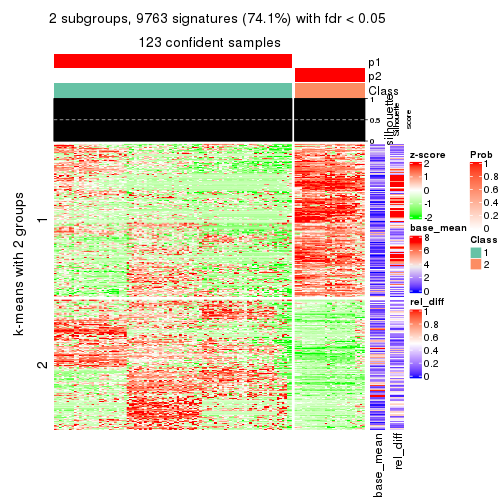 2 subgroups, 9763 signatures (74.1%) with fdr < 0.05
123 confident samples
p1
p2
Class
1
0.5
0
silhouette
Silhouette
score
k-means with 2 groups
1
2
z-score
2
1
0
-1
-2
Prob
1
0.8
0.6
0.4
0.2
0
base_mean
8
6
4
2
0
Class
1
2
rel_diff
1
0.8
0.6
0.4
0.2
0
base_mean
rel_diff